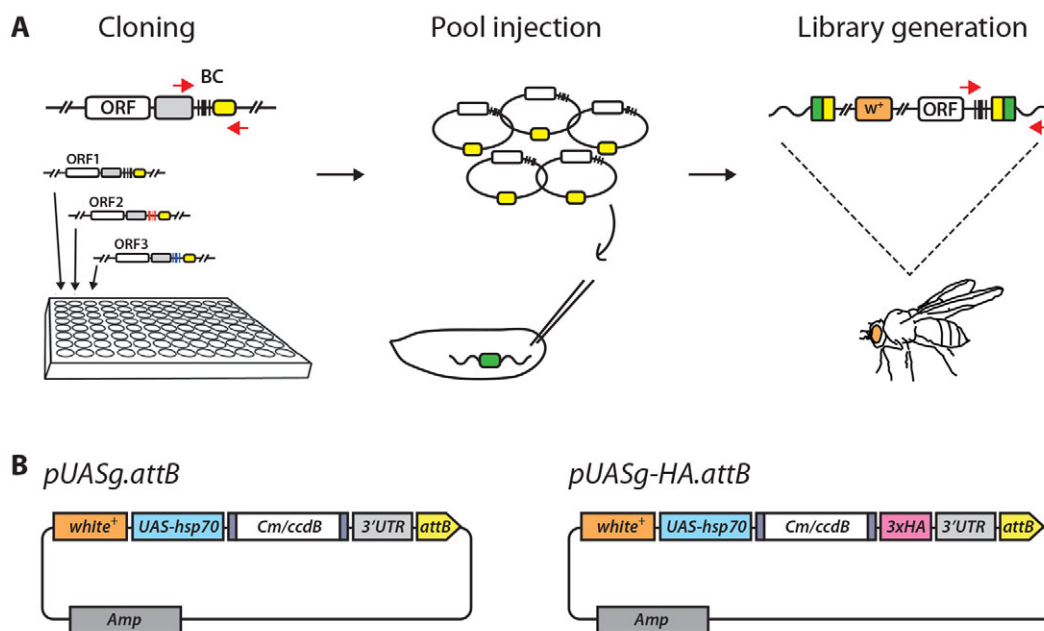 A
Cloning
Pool injection
Library generation
BC
ORF
w+
ORF
ORF1
ORF2
ORF3
B
pUASg.attB
pUASg-HA.attB
white+
UAS-hsp70
Cm/ccdB
3'UTR
attB
white+
UAS-hsp70
Cm/ccdB
3xHA
3'UTR
attB
Amp
Amp